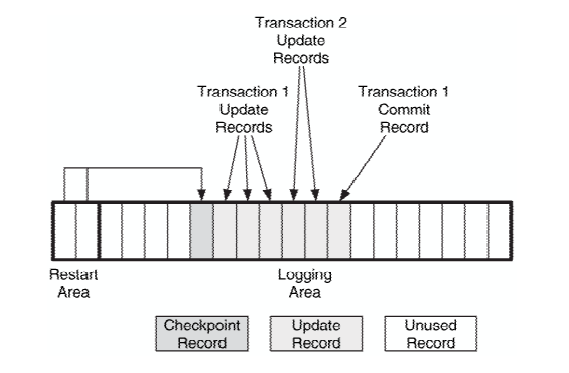 Transaction 2
Update
Records
Transaction 1
Update
Records
Transaction 1
Commit
Record
Restart
Area
Logging
Area
Checkpoint
Record
Update
Record
Unused
Record